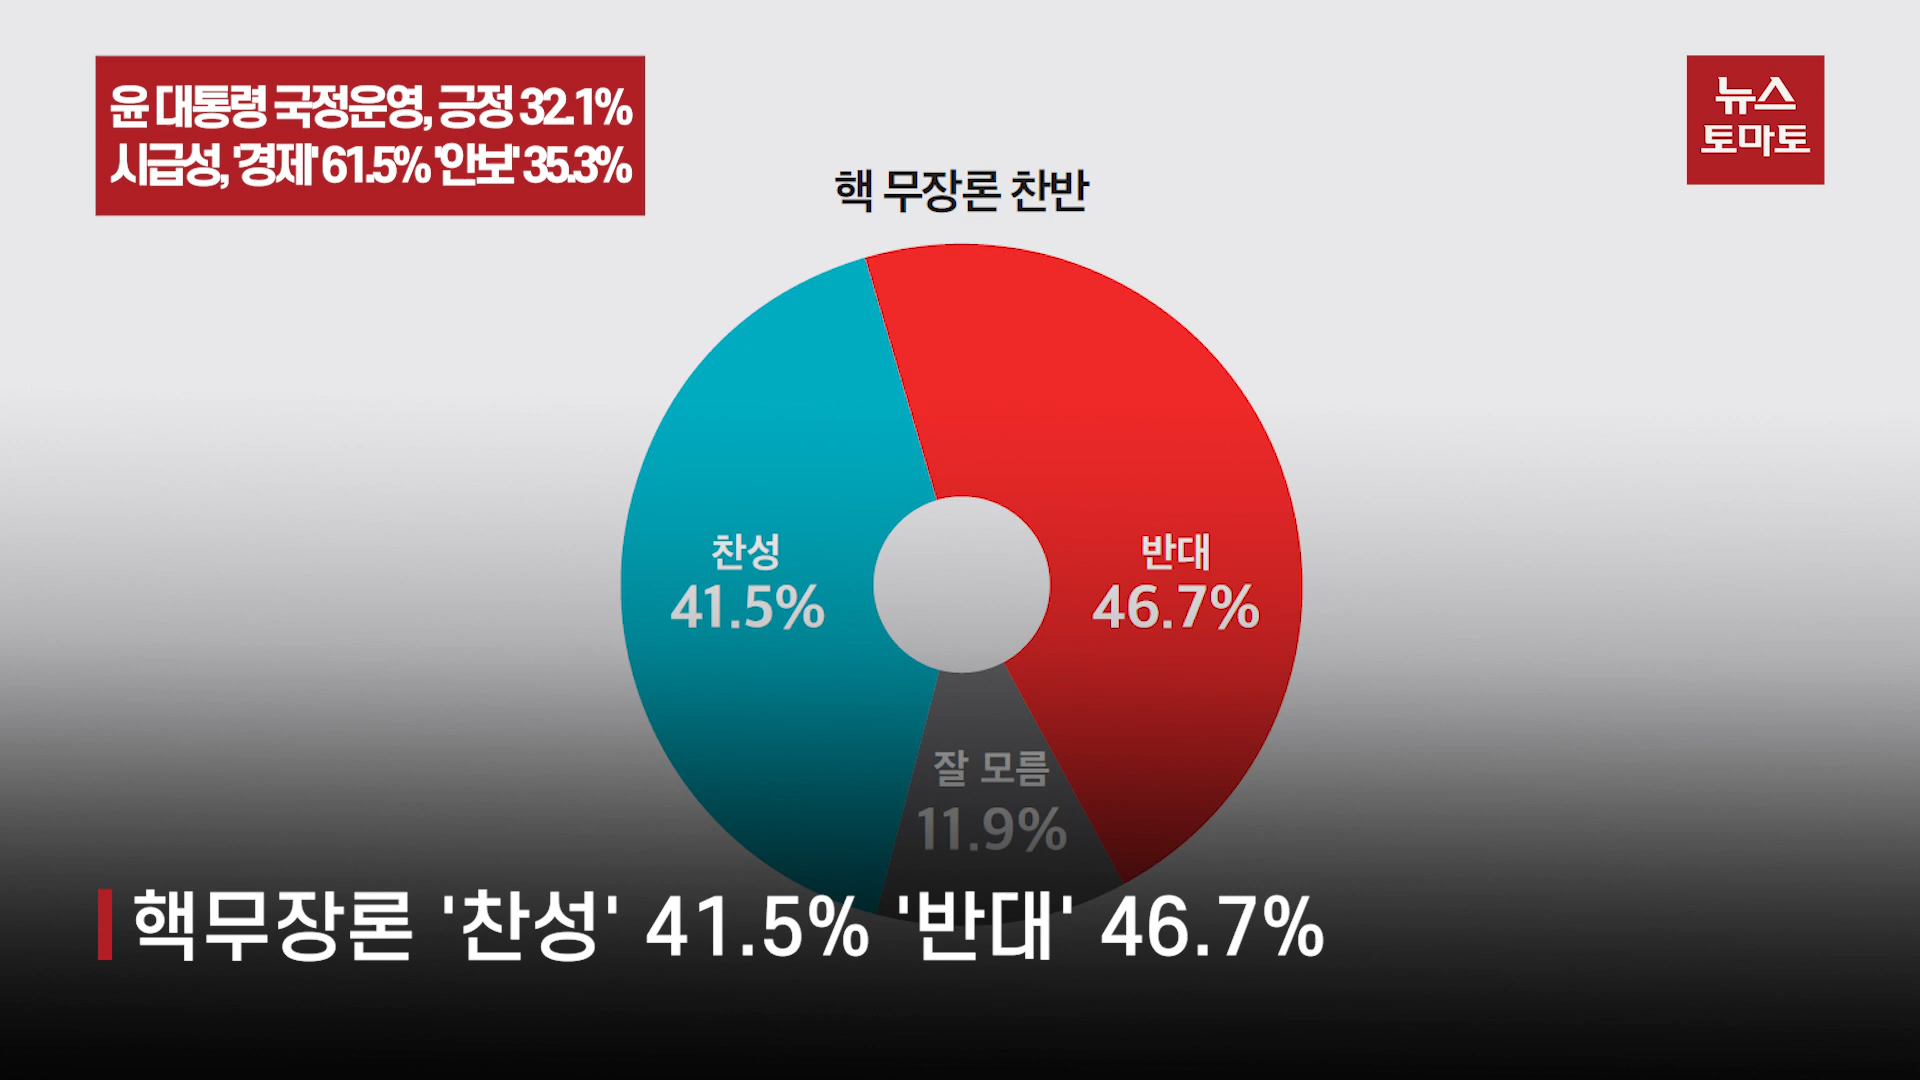 윤 대통령 국정운영, 긍정 32.1%
시급성, '경제' 61.5% '안보' 35.3%
뉴스
토마토
핵 무장론 찬반
찬성
41.5%
반대
46.7%
잘 모름
11.9%
핵무장론 '찬성' 41.5% '반대' 46.7%